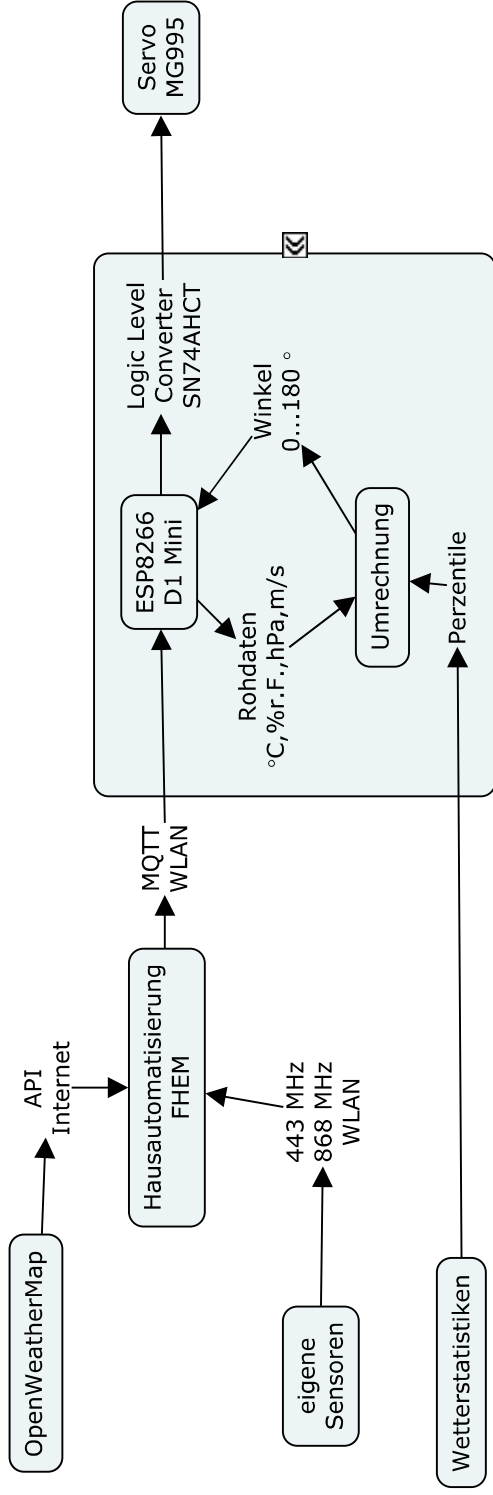 OpenWeatherMap
API
Internet
Hausautomatisierung
FHEM
eigene
Sensoren
443 MHz
868 MHz
WLAN
MQTT
WLAN
ESP8266
D1 Mini
Rohdaten
°C,%r.F.,hPa,m/s
Umrechnung
Winkel
0...180 °
Logic Level
Converter
SN74AHCT
Servo
MG995
Wetterstatistiken
Perzentile